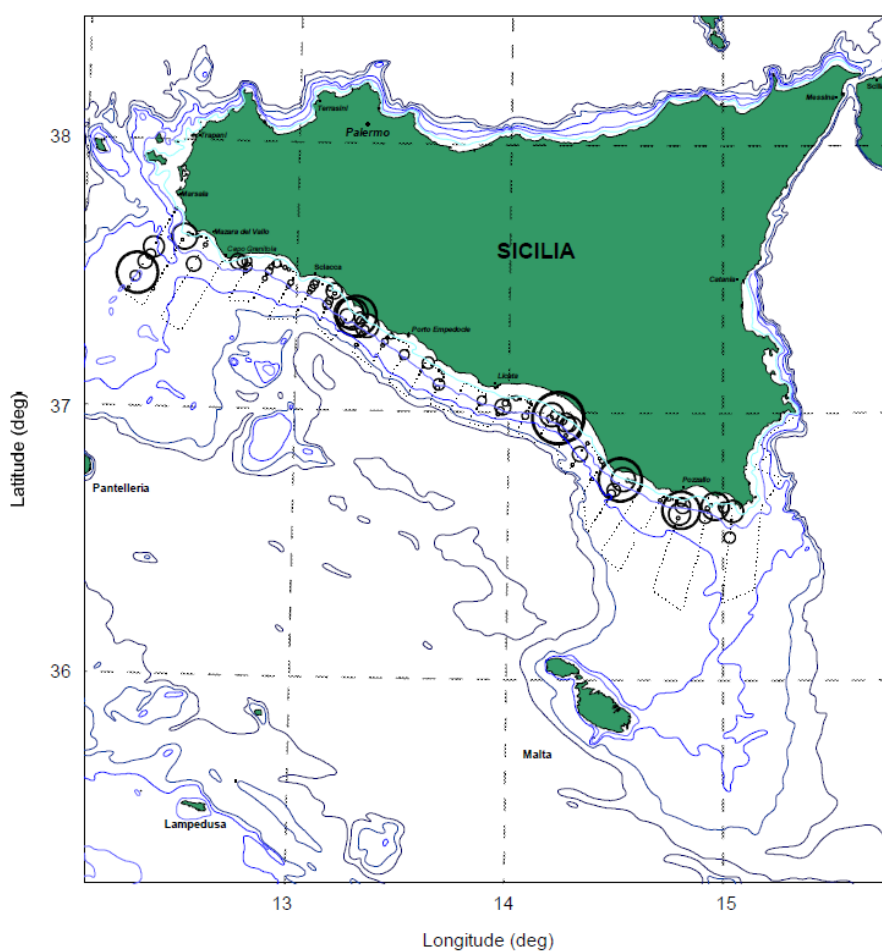 Terrasini
Messina
Scilla
Trapani
Palermo
38
Marsala
Mazara del Vallo
SICILIA
Capo Granitola
Sciacca
Catania
Porto Empedocle
Licata
37
Latitude (deg)
Pozzallo
Pantelleria
36
Malta
Lampedusa
13
14
15
Longitude (deg)